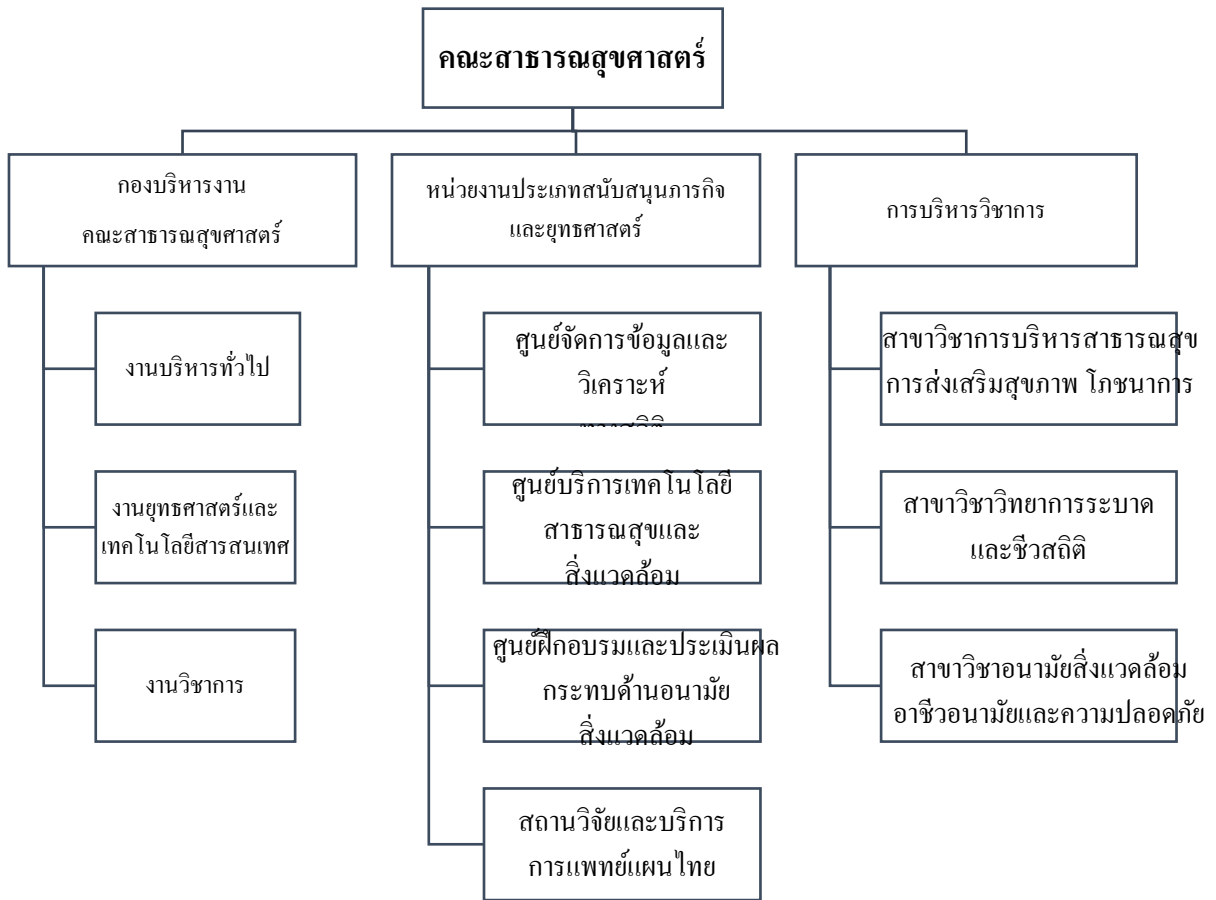 คณะสาธารณสุขศาสตร์
กองบริหารงาน
คณะสาธารณสุขศาสตร์
งานบริหารทั่วไป
งานยุทธศาสตร์และ
เทคโนโลยีสารสนเทศ
งานวิชาการ
หน่วยงานประเภทสนับสนุนภารกิจ
และยุทธศาสตร์
ศูนย์จัดการข้อมูลและ
วิเคราะห์
ศูนย์บริการเทคโนโลยี
สาธารณสุขและ
สิ่งแวดล้อม
ศูนย์ฝึกอบรมและประเมินผล
กระทบด้านอนามัย
สิ่งแวดล้อม
สถานวิจัยและบริการ
การแพทย์แผนไทย
การบริหารวิชาการ
สาขาวิชาการบริหารสาธารณสุข
การส่งเสริมสุขภาพ โภชนาการ
สาขาวิชาวิทยาการระบาด
และชีวสถิติ
สาขาวิชาอนามัยสิ่งแวดล้อม
อาชีวอนามัยและความปลอดภัย